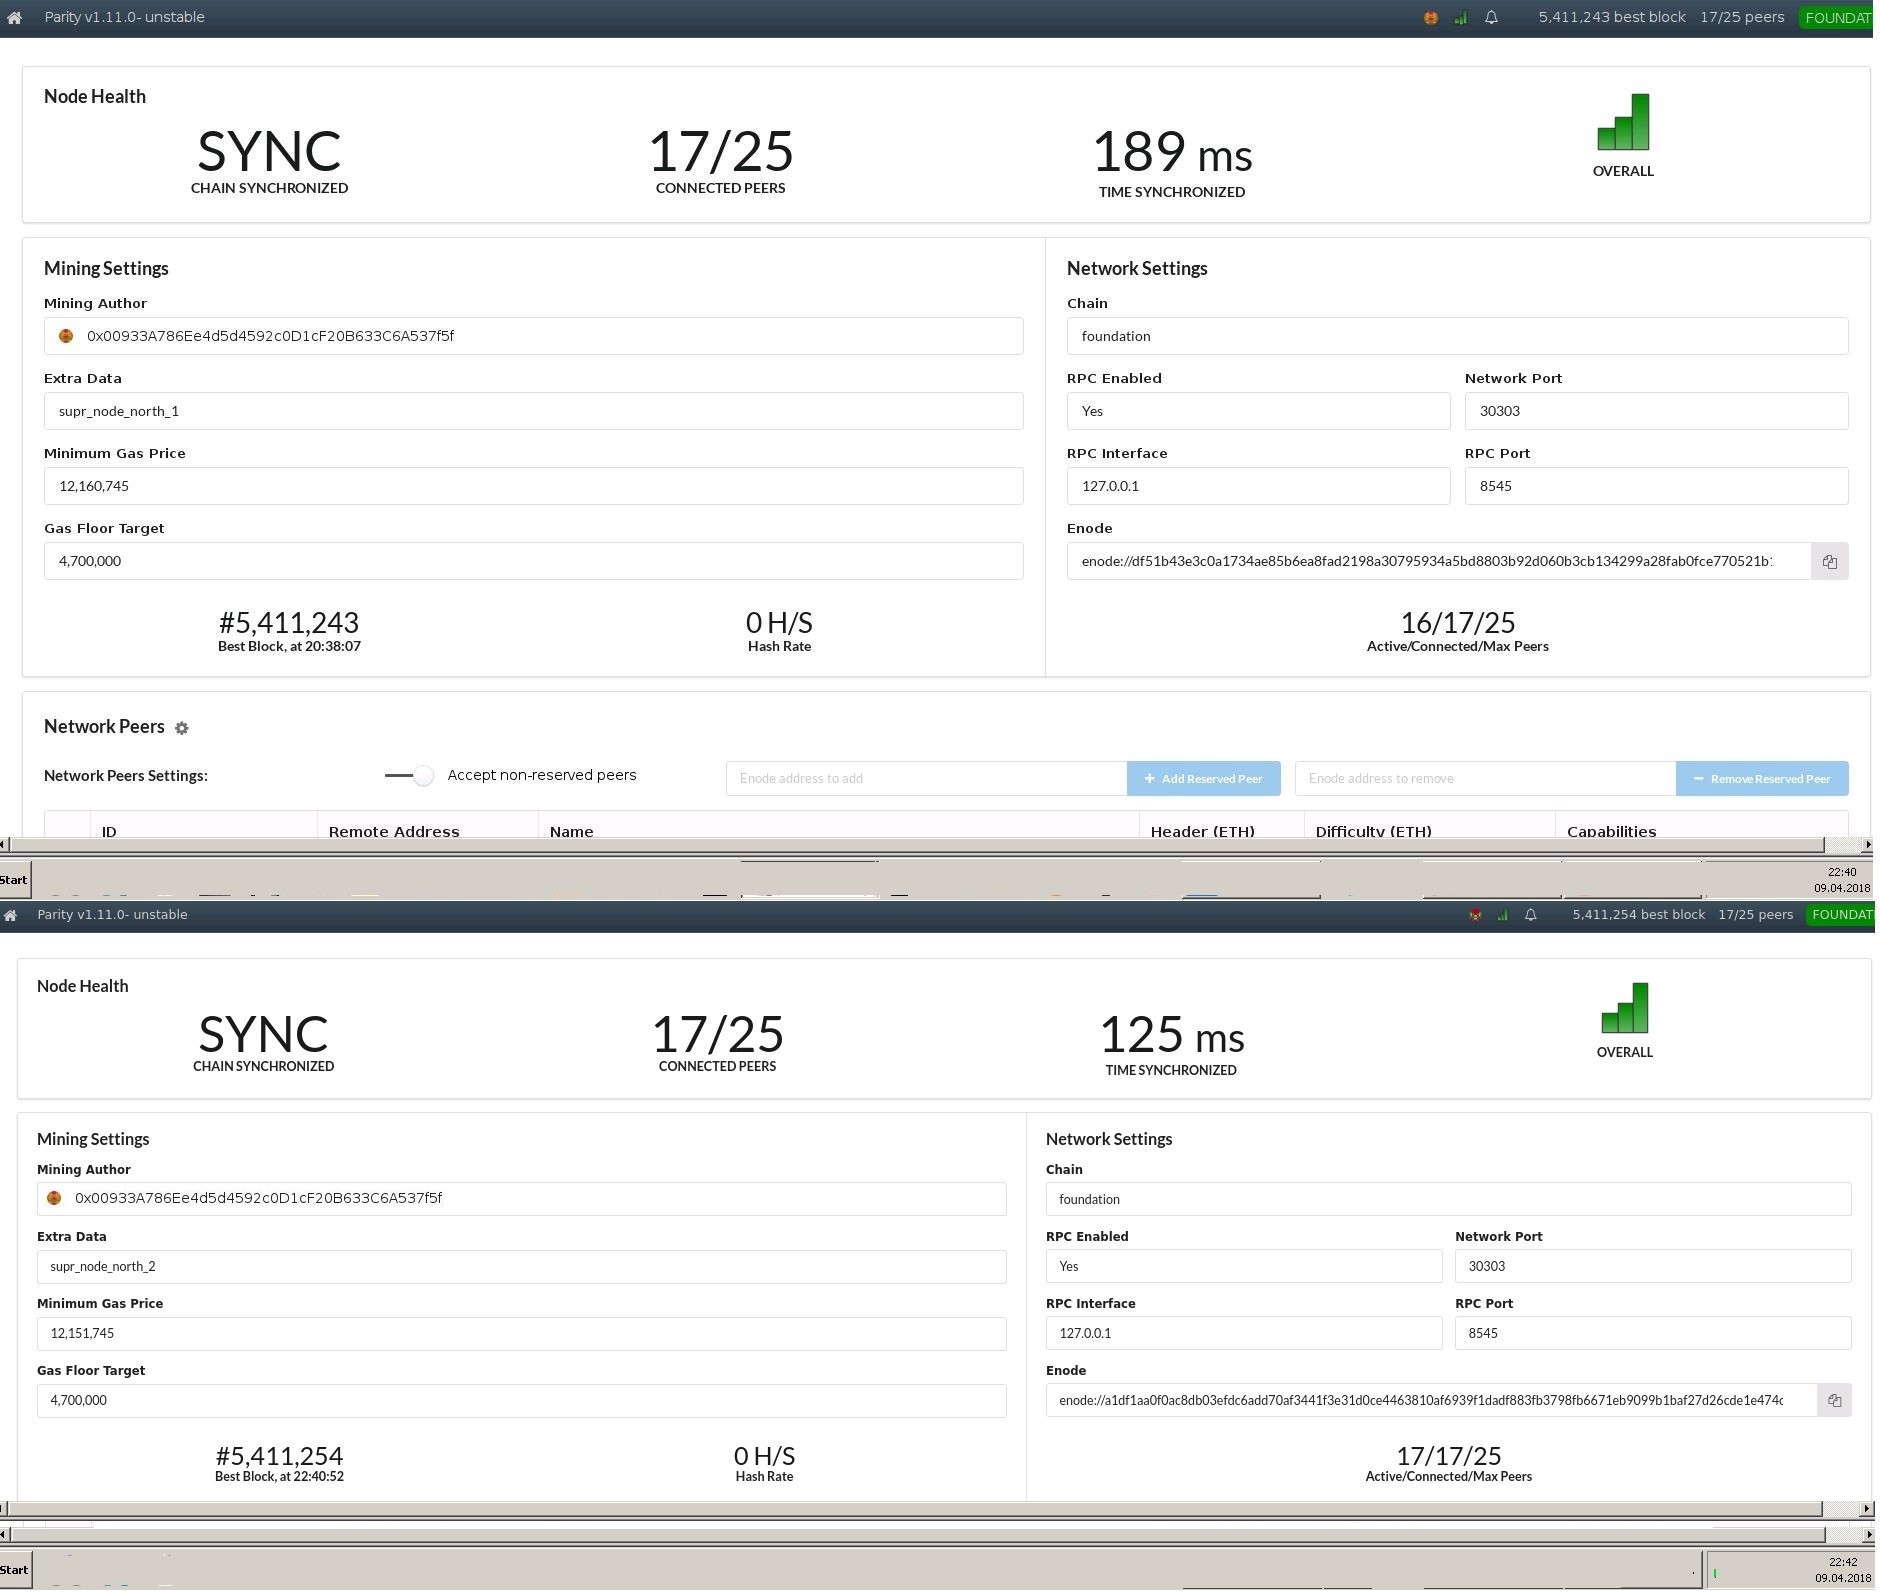 Parity v1.11.0- unstable 5,411,243 best block 17/25 peers FOUNDAT
Node Health
SYNC 17/25 189 ms
CHAIN SYNCHRONIZED CONNECTED PEERS TIME SYNCHRONIZED OVERALL
Mining Settings Network Settings
Mining Author Chain
0x00933A786Ee4d5d4592c0D1cF20B633C6A537f5f foundation
Extra Data RPC Enabled Network Port
supr_node_north_1 Yes 30303
Minimum Gas Price RPC Interface RPC Port
12,160,745 127.0.0.1 8545
Gas Floor Target Enode
4,700,000 enode://df51b43e3c0a1734ae85b6ea8fad2198a30795934a5bd8803b92d060b3cb134299a28fab0fce770521b
#5,411,243 0 H/S 16/17/25
Best Block, at 20:38:07 Hash Rate Active/Connected/Max Peers
Network Peers
Network Peers Settings: Accept non-reserved peers Enode address to add + Add Reserved Peer Enode address to remove − Remove Reserved Peer
ID Remote Address Name Header (ETH) Difficulty (ETH) Capabilities
Start 22:40
09.04.2018
Parity v1.11.0- unstable 5,411,254 best block 17/25 peers FOUNDAT
Node Health
SYNC 17/25 125 ms
CHAIN SYNCHRONIZED CONNECTED PEERS TIME SYNCHRONIZED OVERALL
Mining Settings Network Settings
Mining Author Chain
0x00933A786Ee4d5d4592c0D1cF20B633C6A537f5f foundation
Extra Data RPC Enabled Network Port
supr_node_north_2 Yes 30303
Minimum Gas Price RPC Interface RPC Port
12,151,745 127.0.0.1 8545
Gas Floor Target Enode
4,700,000 enode://a1df1aa0f0ac8db03efdc6add70af3441f3e31d0ce4463810af6939f1dadf883fb3798fb6671eb9099b1baf27d26cde1e474c
#5,411,254 0 H/S 17/17/25
Best Block, at 22:40:52 Hash Rate Active/Connected/Max Peers
Start 22:42
09.04.2018